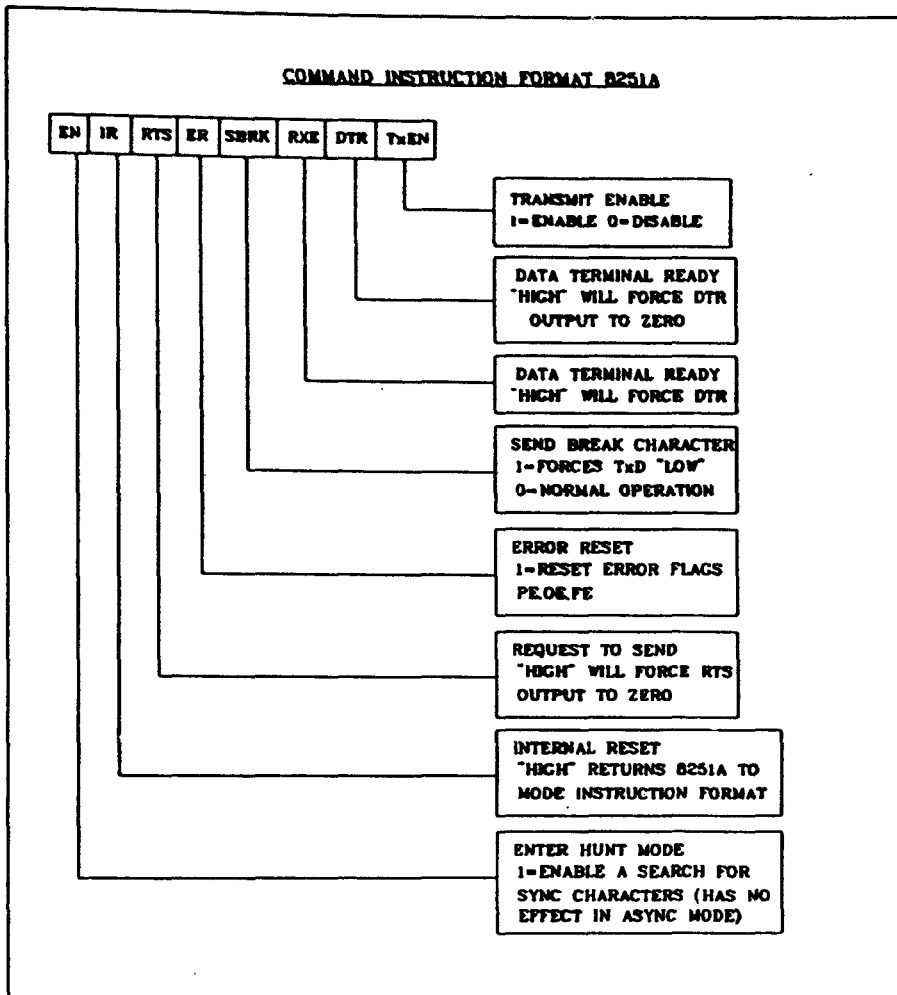 COMMAND INSTRUCTION FORMAT 8251A
EN IR RTS ER SBRK RXE DTR TxEN
TRANSMIT ENABLE
1=ENABLE 0=DISABLE
DATA TERMINAL READY
"HIGH" WILL FORCE DTR
OUTPUT TO ZERO
DATA TERMINAL READY
"HIGH" WILL FORCE DTR
SEND BREAK CHARACTER
1=FORCES TxD "LOW"
0=NORMAL OPERATION
ERROR RESET
1=RESET ERROR FLAGS
PE.OE.FE
REQUEST TO SEND
"HIGH" WILL FORCE RTS
OUTPUT TO ZERO
INTERNAL RESET
"HIGH" RETURNS 8251A TO
MODE INSTRUCTION FORMAT
ENTER HUNT MODE
1=ENABLE A SEARCH FOR
SYNC CHARACTERS (HAS NO
EFFECT IN ASYNC MODE)